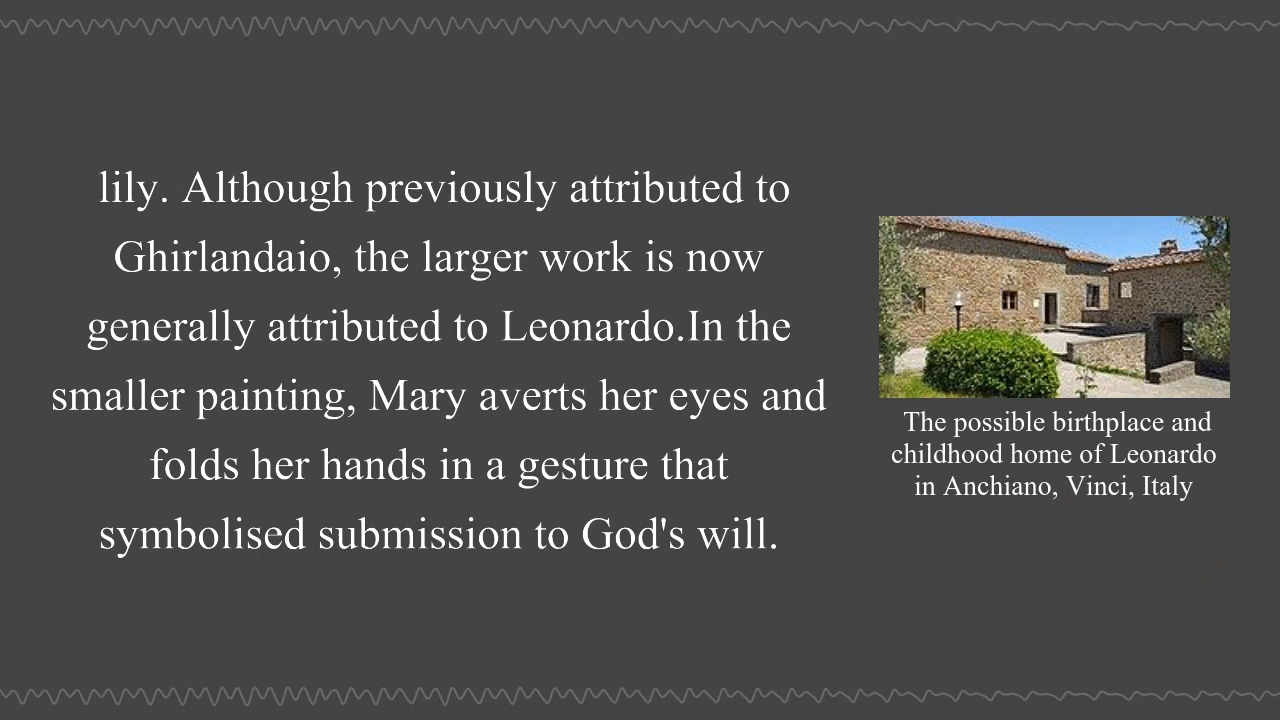 lily. Although previously attributed to
Ghirlandaio, the larger work is now
generally attributed to Leonardo.In the
smaller painting, Mary averts her eyes and
folds her hands in a gesture that
symbolised submission to God's will.
The possible birthplace and
childhood home of Leonardo
in Anchiano, Vinci, Italy